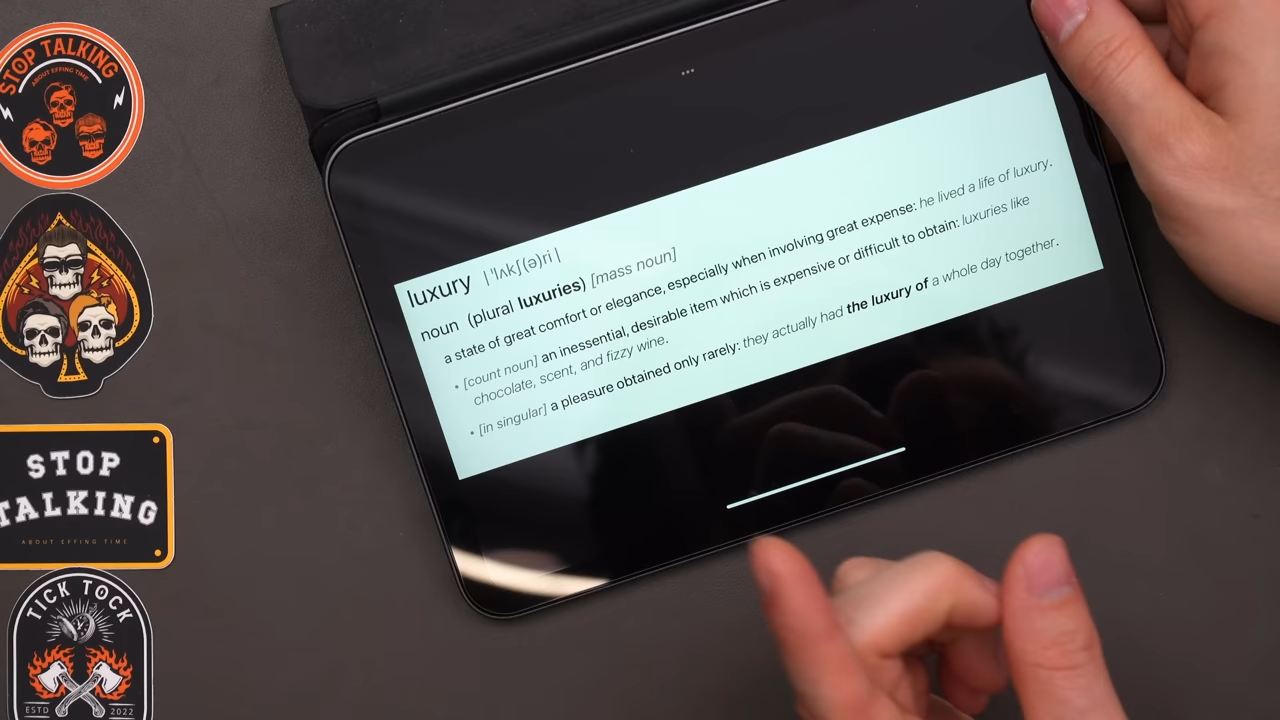 STOP TALKING
ABOUT EFFING TIME
STOP
TALKING
ABOUT EFFING TIME
TICK TOCK
ESTD 2022
luxury |ˈlʌkʃ(ə)ri|
noun (plural luxuries) [mass noun]
a state of great comfort or elegance, especially when involving great expense: he lived a life of luxury.
• [count noun] an inessential, desirable item which is expensive or difficult to obtain: luxuries like
chocolate, scent, and fizzy wine.
• [in singular] a pleasure obtained only rarely: they actually had the luxury of a whole day together.